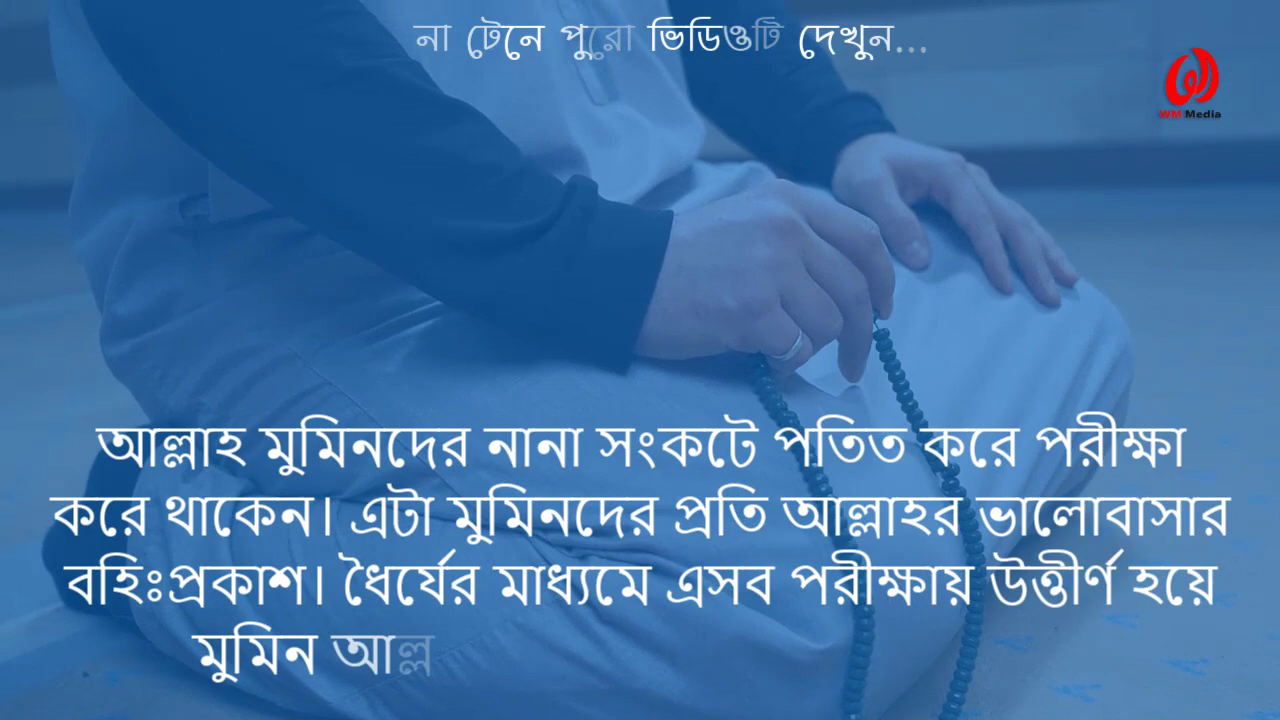 না টেনে পুরো ভিডিওটি দেখুন...
WM Media
আল্লাহ মুমিনদের নানা সংকটে পতিত করে পরীক্ষা
করে থাকেন। এটা মুমিনদের প্রতি আল্লাহর ভালোবাসার
বহিঃপ্রকাশ। ধৈর্যের মাধ্যমে এসব পরীক্ষায় উত্তীর্ণ হয়ে
মুমিন আল্ল